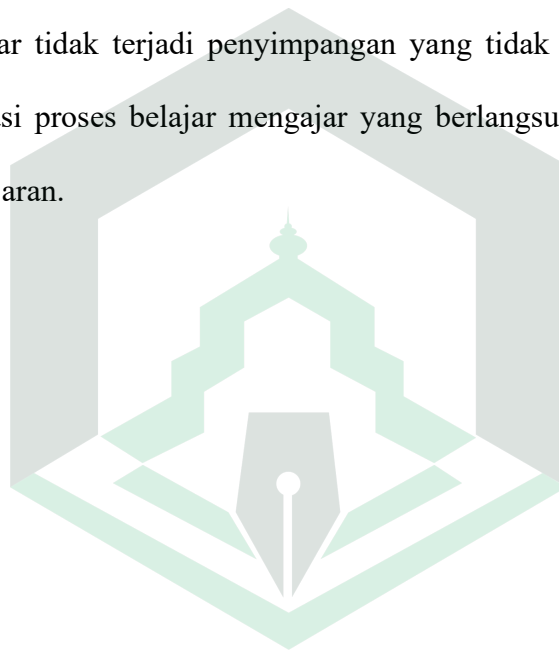 ar tidak terjadi penyimpangan yang tidak
si proses belajar mengajar yang berlangsu
aran.